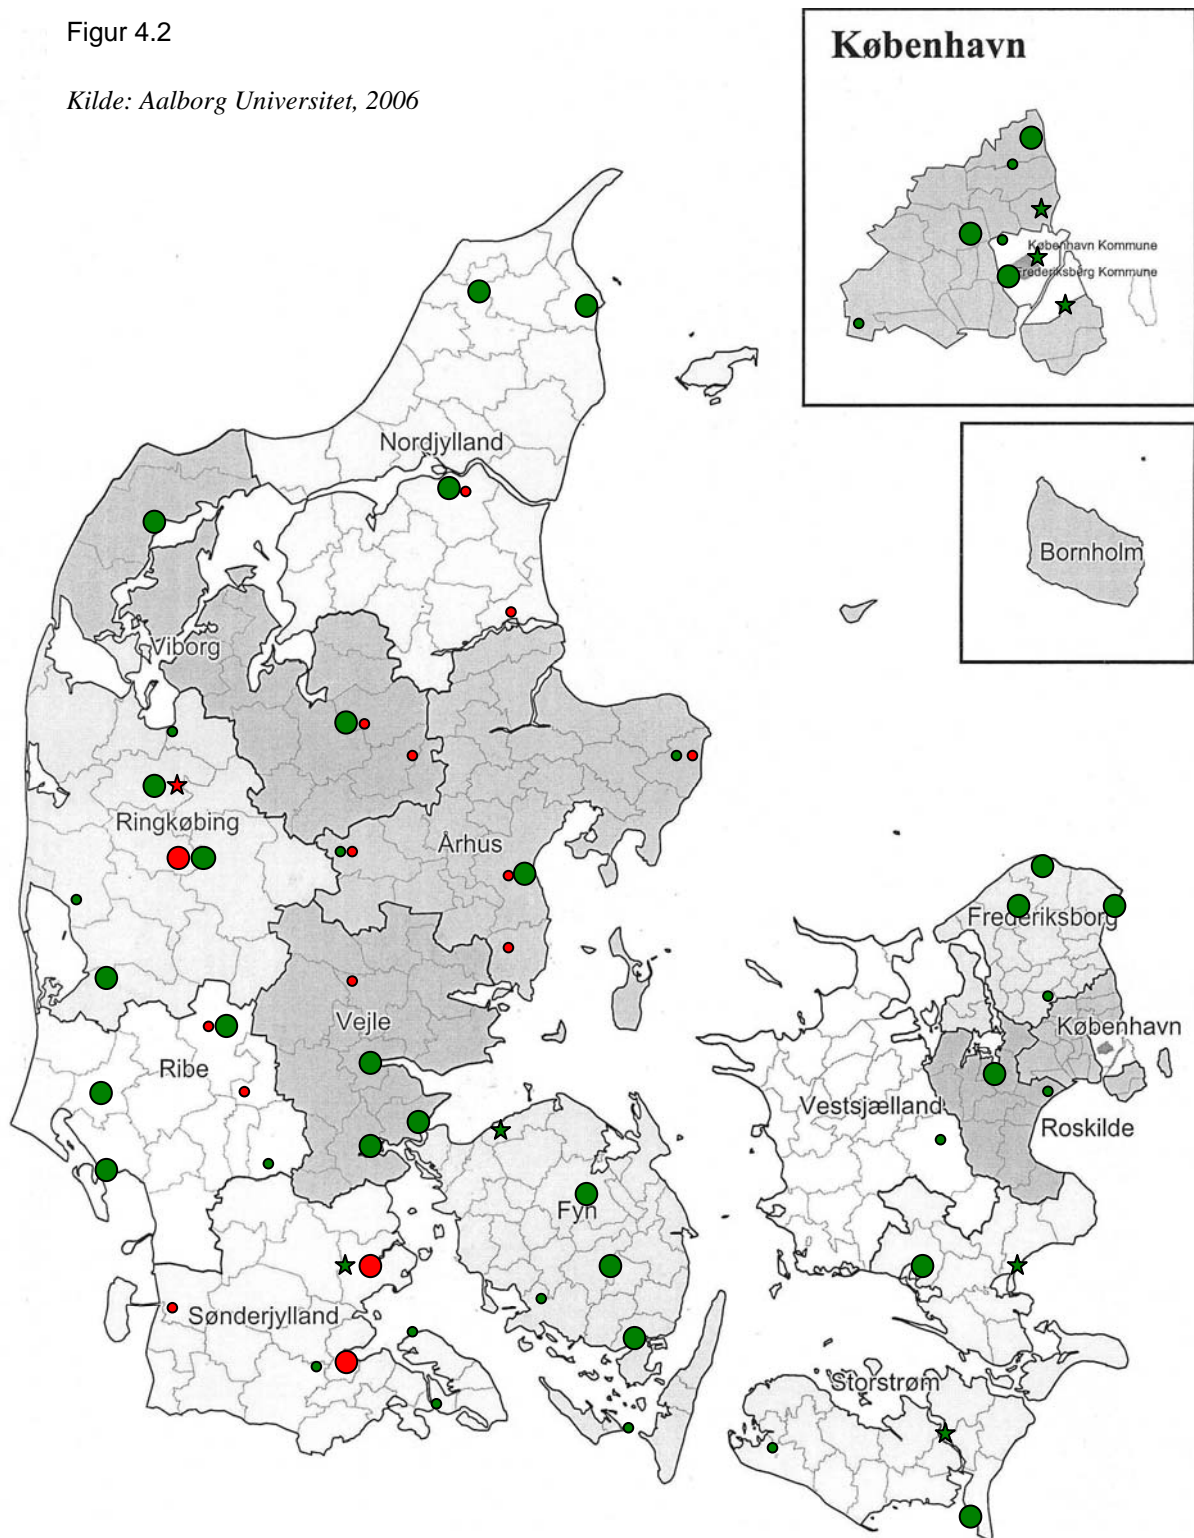 Figur 4.2
København
Kilde: Aalborg Universitet, 2006
København Kommune
Frederiksberg Kommune
Nordjylland
Bornholm
Viborg
Ringkøbing
Århus
Frederiksborg
Vejle
København
Ribe
Vestsjælland
Roskilde
Fyn
Sønderjylland
Storstrøm